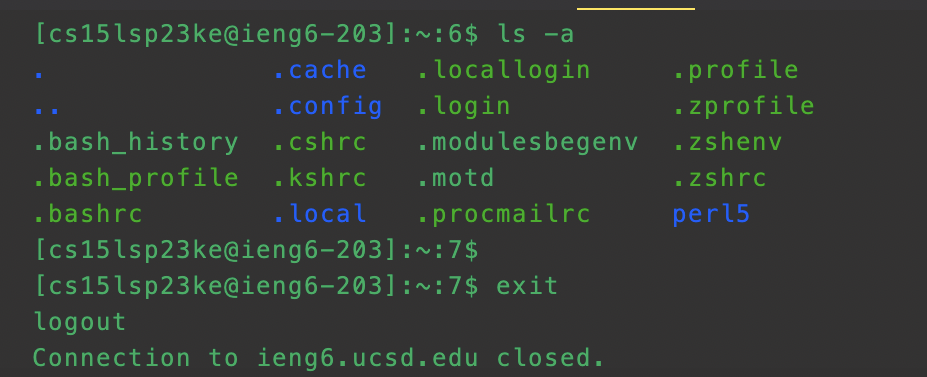 [cs15lsp23ke@ieng6-203]:~:6$ ls -a
. .cache .locallogin .profile
.. .config .login .zprofile
.bash_history .cshrc .modulesbegenv .zshenv
.bash_profile .kshrc .motd .zshrc
.bashrc .local .procmailrc perl5
[cs15lsp23ke@ieng6-203]:~:7$
[cs15lsp23ke@ieng6-203]:~:7$ exit
logout
Connection to ieng6.ucsd.edu closed.